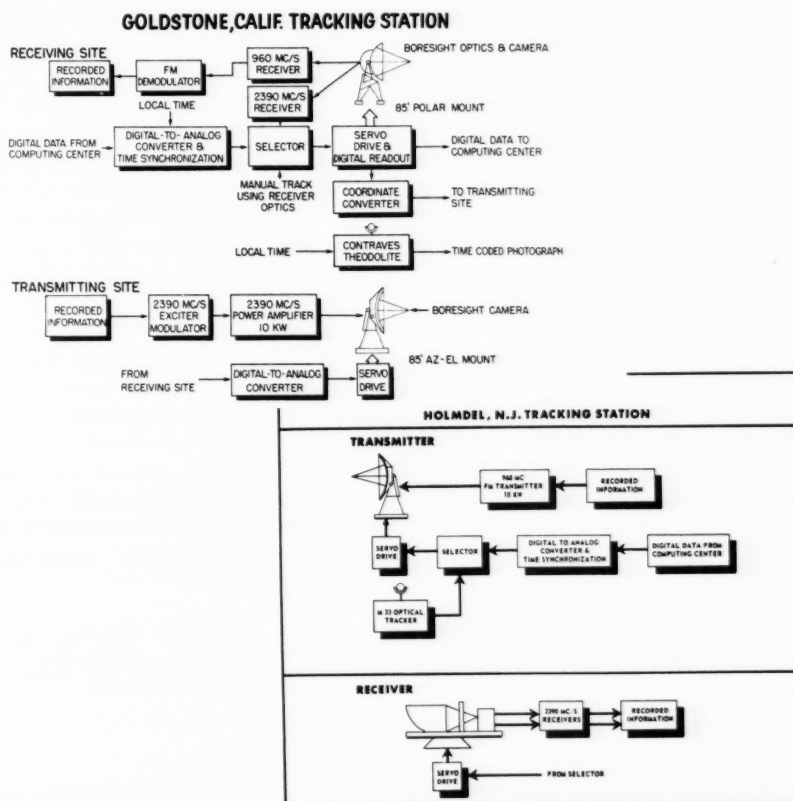 GOLDSTONE, CALIF. TRACKING STATION
RECEIVING SITE
RECORDED
INFORMATION
FM
DEMODULATOR
960 MC/S
RECEIVER
2390 MC/S
RECEIVER
BORESIGHT OPTICS & CAMERA
85' POLAR MOUNT
LOCAL TIME
DIGITAL DATA FROM
COMPUTING CENTER
DIGITAL-TO-ANALOG
CONVERTER &
TIME SYNCHRONIZATION
SELECTOR
SERVO
DRIVE &
DIGITAL READOUT
DIGITAL DATA TO
COMPUTING CENTER
MANUAL TRACK
USING RECEIVER
OPTICS
COORDINATE
CONVERTER
TO TRANSMITTING
SITE
LOCAL TIME
CONTRAVES
THEODOLITE
TIME CODED PHOTOGRAPH
TRANSMITTING SITE
RECORDED
INFORMATION
2390 MC/S
EXCITER
MODULATOR
2390 MC/S
POWER AMPLIFIER
10 KW
BORESIGHT CAMERA
85' AZ-EL MOUNT
FROM
RECEIVING SITE
DIGITAL-TO-ANALOG
CONVERTER
SERVO
DRIVE
HOLMDEL, N.J. TRACKING STATION
TRANSMITTER
960 MC
FM TRANSMITTER
10 KW
RECORDED
INFORMATION
SERVO
DRIVE
SELECTOR
DIGITAL TO ANALOG
CONVERTER &
TIME SYNCHRONIZATION
DIGITAL DATA FROM
COMPUTING CENTER
M 33 OPTICAL
TRACKER
RECEIVER
2390 MC/S
RECEIVERS
RECORDED
INFORMATION
SERVO
DRIVE
FROM SELECTOR